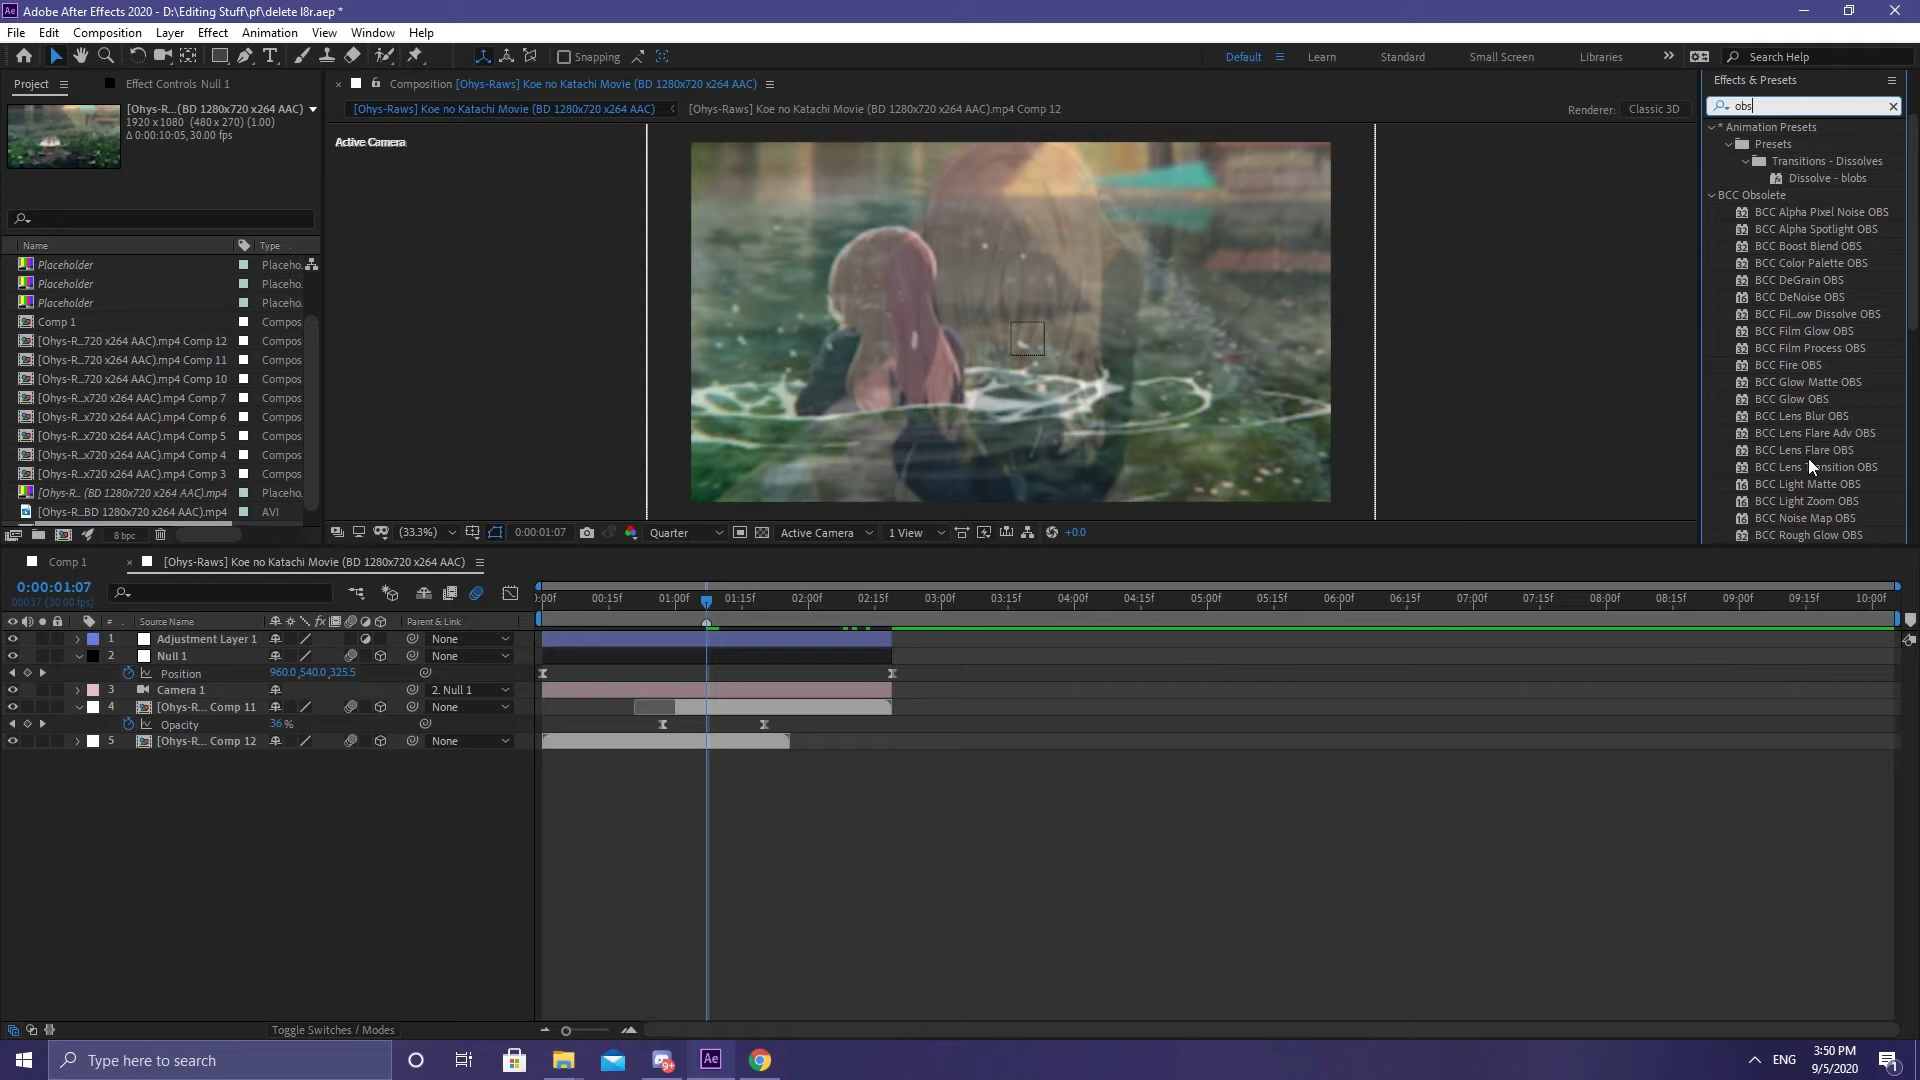 Adobe After Effects 2020 - D:\Editing Stuff\pf\delete l8r.aep *
File Edit Composition Layer Effect Animation View Window Help
Snapping
Default Learn Standard Small Screen Libraries Search Help
Project Effect Controls Null 1
Composition [Ohys-Raws] Koe no Katachi Movie (BD 1280x720 x264 AAC)
Effects & Presets
[Ohys-Raws] Koe no Katachi Movie (BD 1280x720 x264 AAC) [Ohys-Raws] Koe no Katachi Movie (BD 1280x720 x264 AAC).mp4 Comp 12
Renderer: Classic 3D
obs
[Ohys-R...(BD 1280x720 x264 AAC)
1920 x 1080 (480 x 270) (1.00)
Δ 0:00:10:05, 30.00 fps
Active Camera
* Animation Presets
Presets
Transitions - Dissolves
Dissolve - blobs
BCC Obsolete
BCC Alpha Pixel Noise OBS
BCC Alpha Spotlight OBS
BCC Boost Blend OBS
BCC Color Palette OBS
BCC DeGrain OBS
BCC DeNoise OBS
BCC Fil...ow Dissolve OBS
BCC Film Glow OBS
BCC Film Process OBS
BCC Fire OBS
BCC Glow Matte OBS
BCC Glow OBS
BCC Lens Blur OBS
BCC Lens Flare Adv OBS
BCC Lens Flare OBS
BCC Lens Transition OBS
BCC Light Matte OBS
BCC Light Zoom OBS
BCC Noise Map OBS
BCC Rough Glow OBS
Name Type
Placeholder Placeho...
Placeholder Placeho...
Placeholder Placeho...
Comp 1 Compos
[Ohys-R...720 x264 AAC).mp4 Comp 12 Compos
[Ohys-R...720 x264 AAC).mp4 Comp 11 Compos
[Ohys-R...720 x264 AAC).mp4 Comp 10 Compos
[Ohys-R...x720 x264 AAC).mp4 Comp 7 Compos
[Ohys-R...x720 x264 AAC).mp4 Comp 6 Compos
[Ohys-R...x720 x264 AAC).mp4 Comp 5 Compos
[Ohys-R...x720 x264 AAC).mp4 Comp 4 Compos
[Ohys-R...x720 x264 AAC).mp4 Comp 3 Compos
[Ohys-R... (BD 1280x720 x264 AAC).mp4 Placeho...
[Ohys-R...BD 1280x720 x264 AAC).mp4 AVI
8 bpc
(33.3%) 0:00:01:07 Quarter Active Camera 1 View +0.0
Comp 1 [Ohys-Raws] Koe no Katachi Movie (BD 1280x720 x264 AAC)
0:00:01:07
00037 (30.00 fps)
:00f 00:15f 01:00f 01:15f 02:00f 02:15f 03:00f 03:15f 04:00f 04:15f 05:00f 05:15f 06:00f 06:15f 07:00f 07:15f 08:00f 08:15f 09:00f 09:15f 10:00f
# Source Name fx Parent & Link
1 Adjustment Layer 1 None
2 Null 1 None
Position 960.0,540.0,325.5
3 Camera 1 2. Null 1
4 [Ohys-R... Comp 11 None
Opacity 36 %
5 [Ohys-R... Comp 12 None
Toggle Switches / Modes
Type here to search
9+
Ae
ENG
3:50 PM
9/5/2020
1